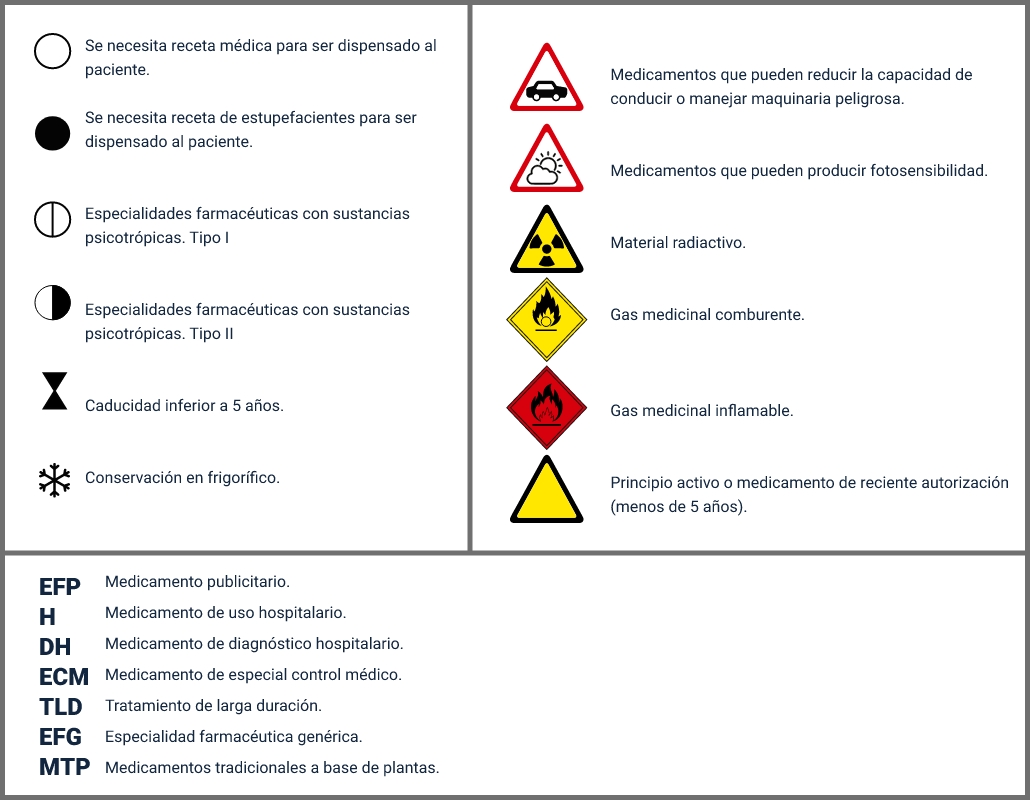 Se necesita receta médica para ser dispensado al
paciente.
Se necesita receta de estupefacientes para ser
dispensado al paciente.
Especialidades farmacéuticas con sustancias
psicotrópicas. Tipo I
Especialidades farmacéuticas con sustancias
psicotrópicas. Tipo II
Caducidad inferior a 5 años.
Conservación en frigorífico.
Medicamentos que pueden reducir la capacidad de
conducir o manejar maquinaria peligrosa.
Medicamentos que pueden producir fotosensibilidad.
Material radiactivo.
Gas medicinal comburente.
Gas medicinal inflamable.
Principio activo o medicamento de reciente autorización
(menos de 5 años).
EFP Medicamento publicitario.
H Medicamento de uso hospitalario.
DH Medicamento de diagnóstico hospitalario.
ECM Medicamento de especial control médico.
TLD Tratamiento de larga duración.
EFG Especialidad farmacéutica genérica.
MTP Medicamentos tradicionales a base de plantas.